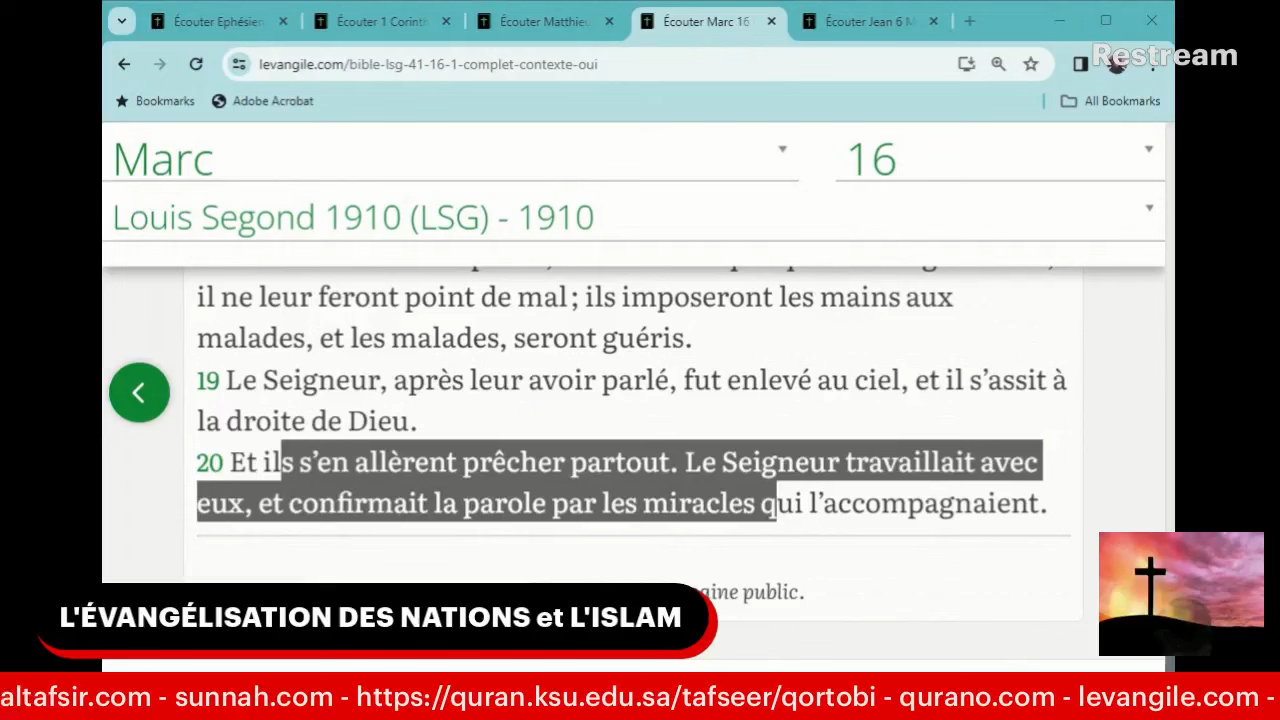 Écouter Ephésien
Écouter 1 Corinth
Écouter Matthieu
Écouter Marc 16
Écouter Jean 6 M
levangile.com/bible-lsg-41-16-1-complet-contexte-oui
Restream
Bookmarks
Adobe Acrobat
All Bookmarks
Marc
16
Louis Segond 1910 (LSG) - 1910
il ne leur feront point de mal; ils imposeront les mains aux
malades, et les malades, seront guéris.
19 Le Seigneur, après leur avoir parlé, fut enlevé au ciel, et il s’assit à
la droite de Dieu.
20 Et ils s’en allèrent prêcher partout. Le Seigneur travaillait avec
eux, et confirmait la parole par les miracles qui l’accompagnaient.
public.
L'ÉVANGÉLISATION DES NATIONS et L'ISLAM
altafsir.com - sunnah.com - https://quran.ksu.edu.sa/tafseer/qortobi - qurano.com - levangile.com -